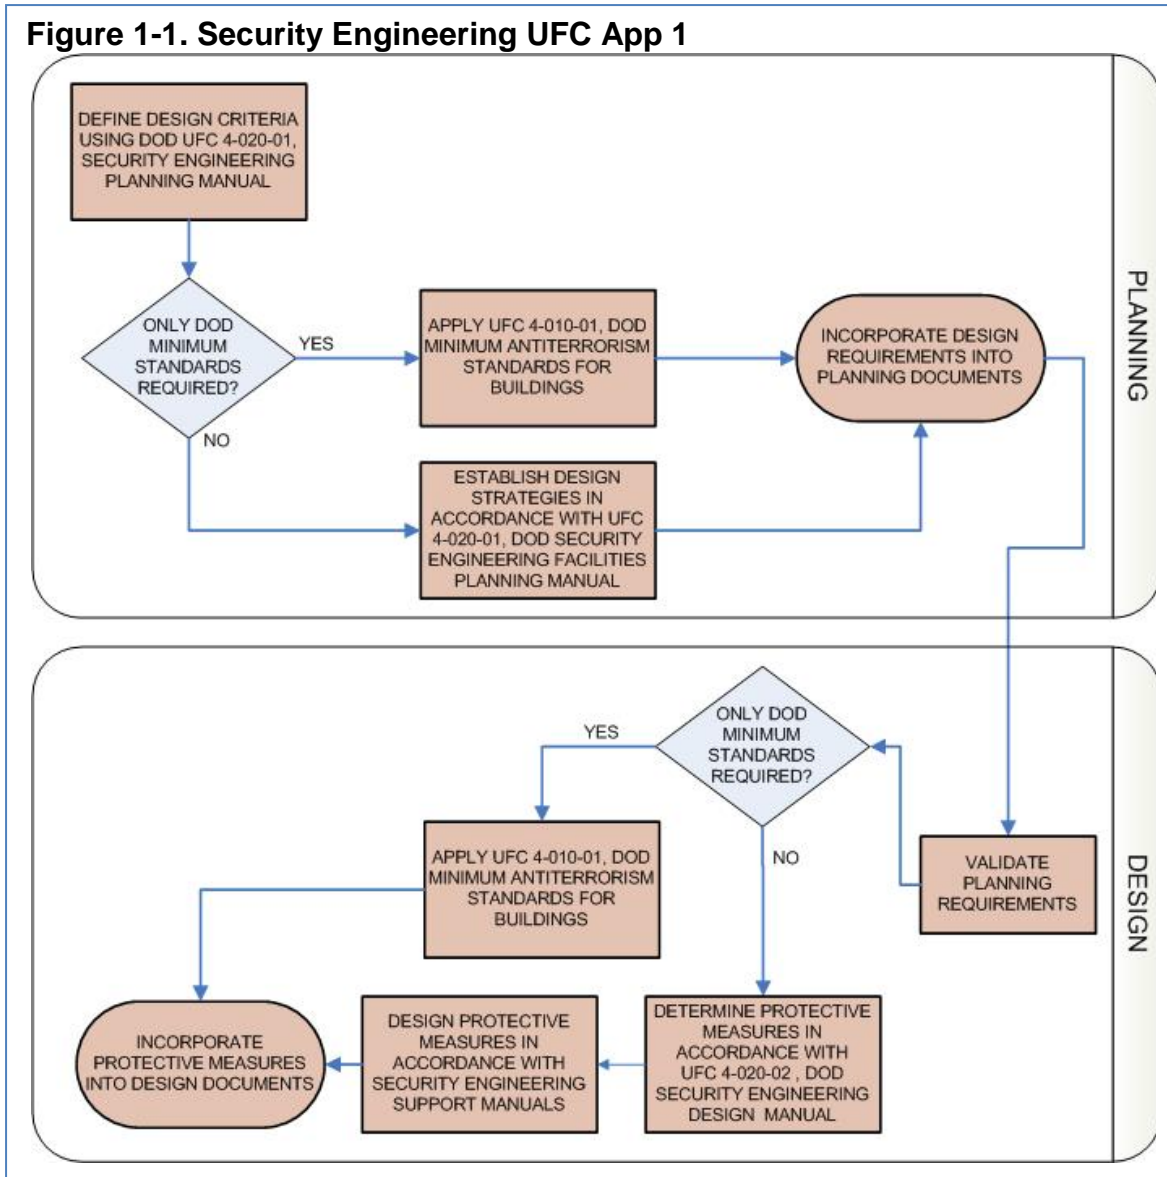 Figure 1-1. Security Engineering UFC App 1
DEFINE DESIGN CRITERIA
USING DOD UFC 4-020-01,
SECURITY ENGINEERING
PLANNING MANUAL
ONLY DOD
MINIMUM
STANDARDS
REQUIRED?
YES
NO
APPLY UFC 4-010-01, DOD
MINIMUM ANTITERRORISM
STANDARDS FOR
BUILDINGS
INCORPORATE DESIGN
REQUIREMENTS INTO
PLANNING DOCUMENTS
ESTABLISH DESIGN
STRATEGIES IN
ACCORDANCE WITH UFC
4-020-01, DOD SECURITY
ENGINEERING FACILITIES
PLANNING MANUAL
PLANNING
ONLY DOD
MINIMUM
STANDARDS
REQUIRED?
YES
NO
APPLY UFC 4-010-01, DOD
MINIMUM ANTITERRORISM
STANDARDS FOR
BUILDINGS
VALIDATE
PLANNING
REQUIREMENTS
INCORPORATE
PROTECTIVE MEASURES
INTO DESIGN DOCUMENTS
DESIGN PROTECTIVE
MEASURES IN
ACCORDANCE WITH
SECURITY ENGINEERING
SUPPORT MANUALS
DETERMINE PROTECTIVE
MEASURES IN
ACCORDANCE WITH
UFC 4-020-02 , DOD
SECURITY ENGINEERING
DESIGN MANUAL
DESIGN